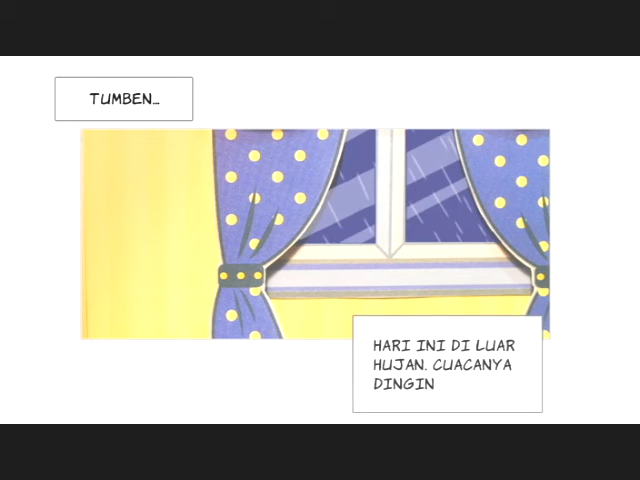 TUMBEN...
HARI INI DI LUAR
HUJAN. CUACANYA
DINGIN